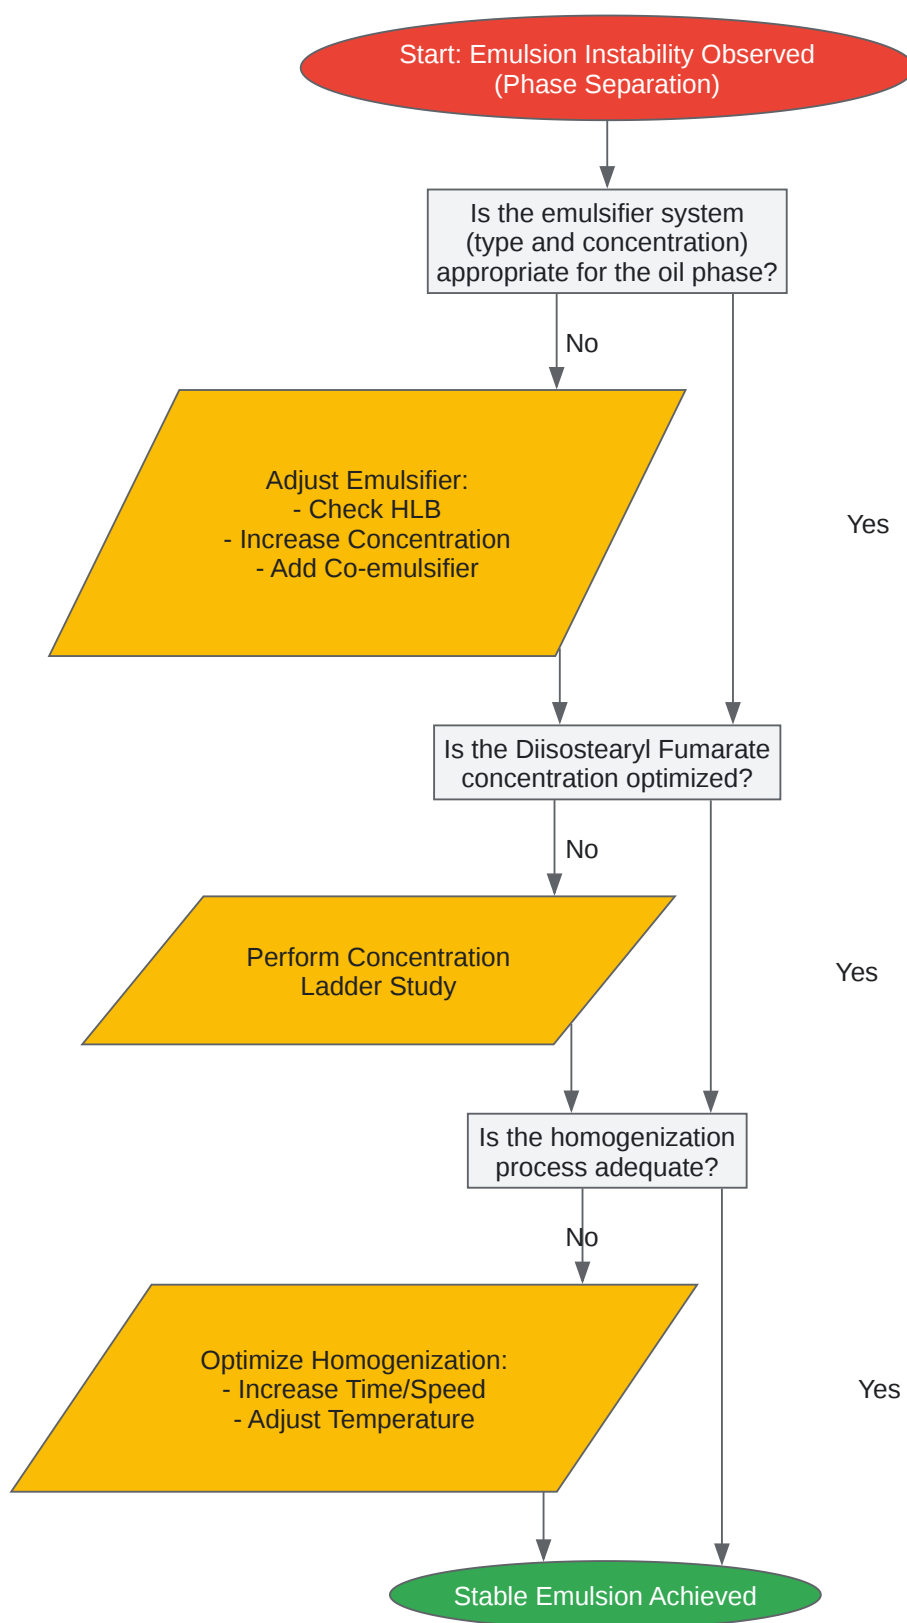 Start: Emulsion Instability Observed
(Phase Separation)
Is the emulsifier system
(type and concentration)
appropriate for the oil phase?
No
Adjust Emulsifier:
- Check HLB
- Increase Concentration
- Add Co-emulsifier
Yes
Is the Diisostearyl Fumarate
concentration optimized?
No
Perform Concentration
Ladder Study
Yes
Is the homogenization
process adequate?
No
Optimize Homogenization:
- Increase Time/Speed
- Adjust Temperature
Yes
Stable Emulsion Achieved